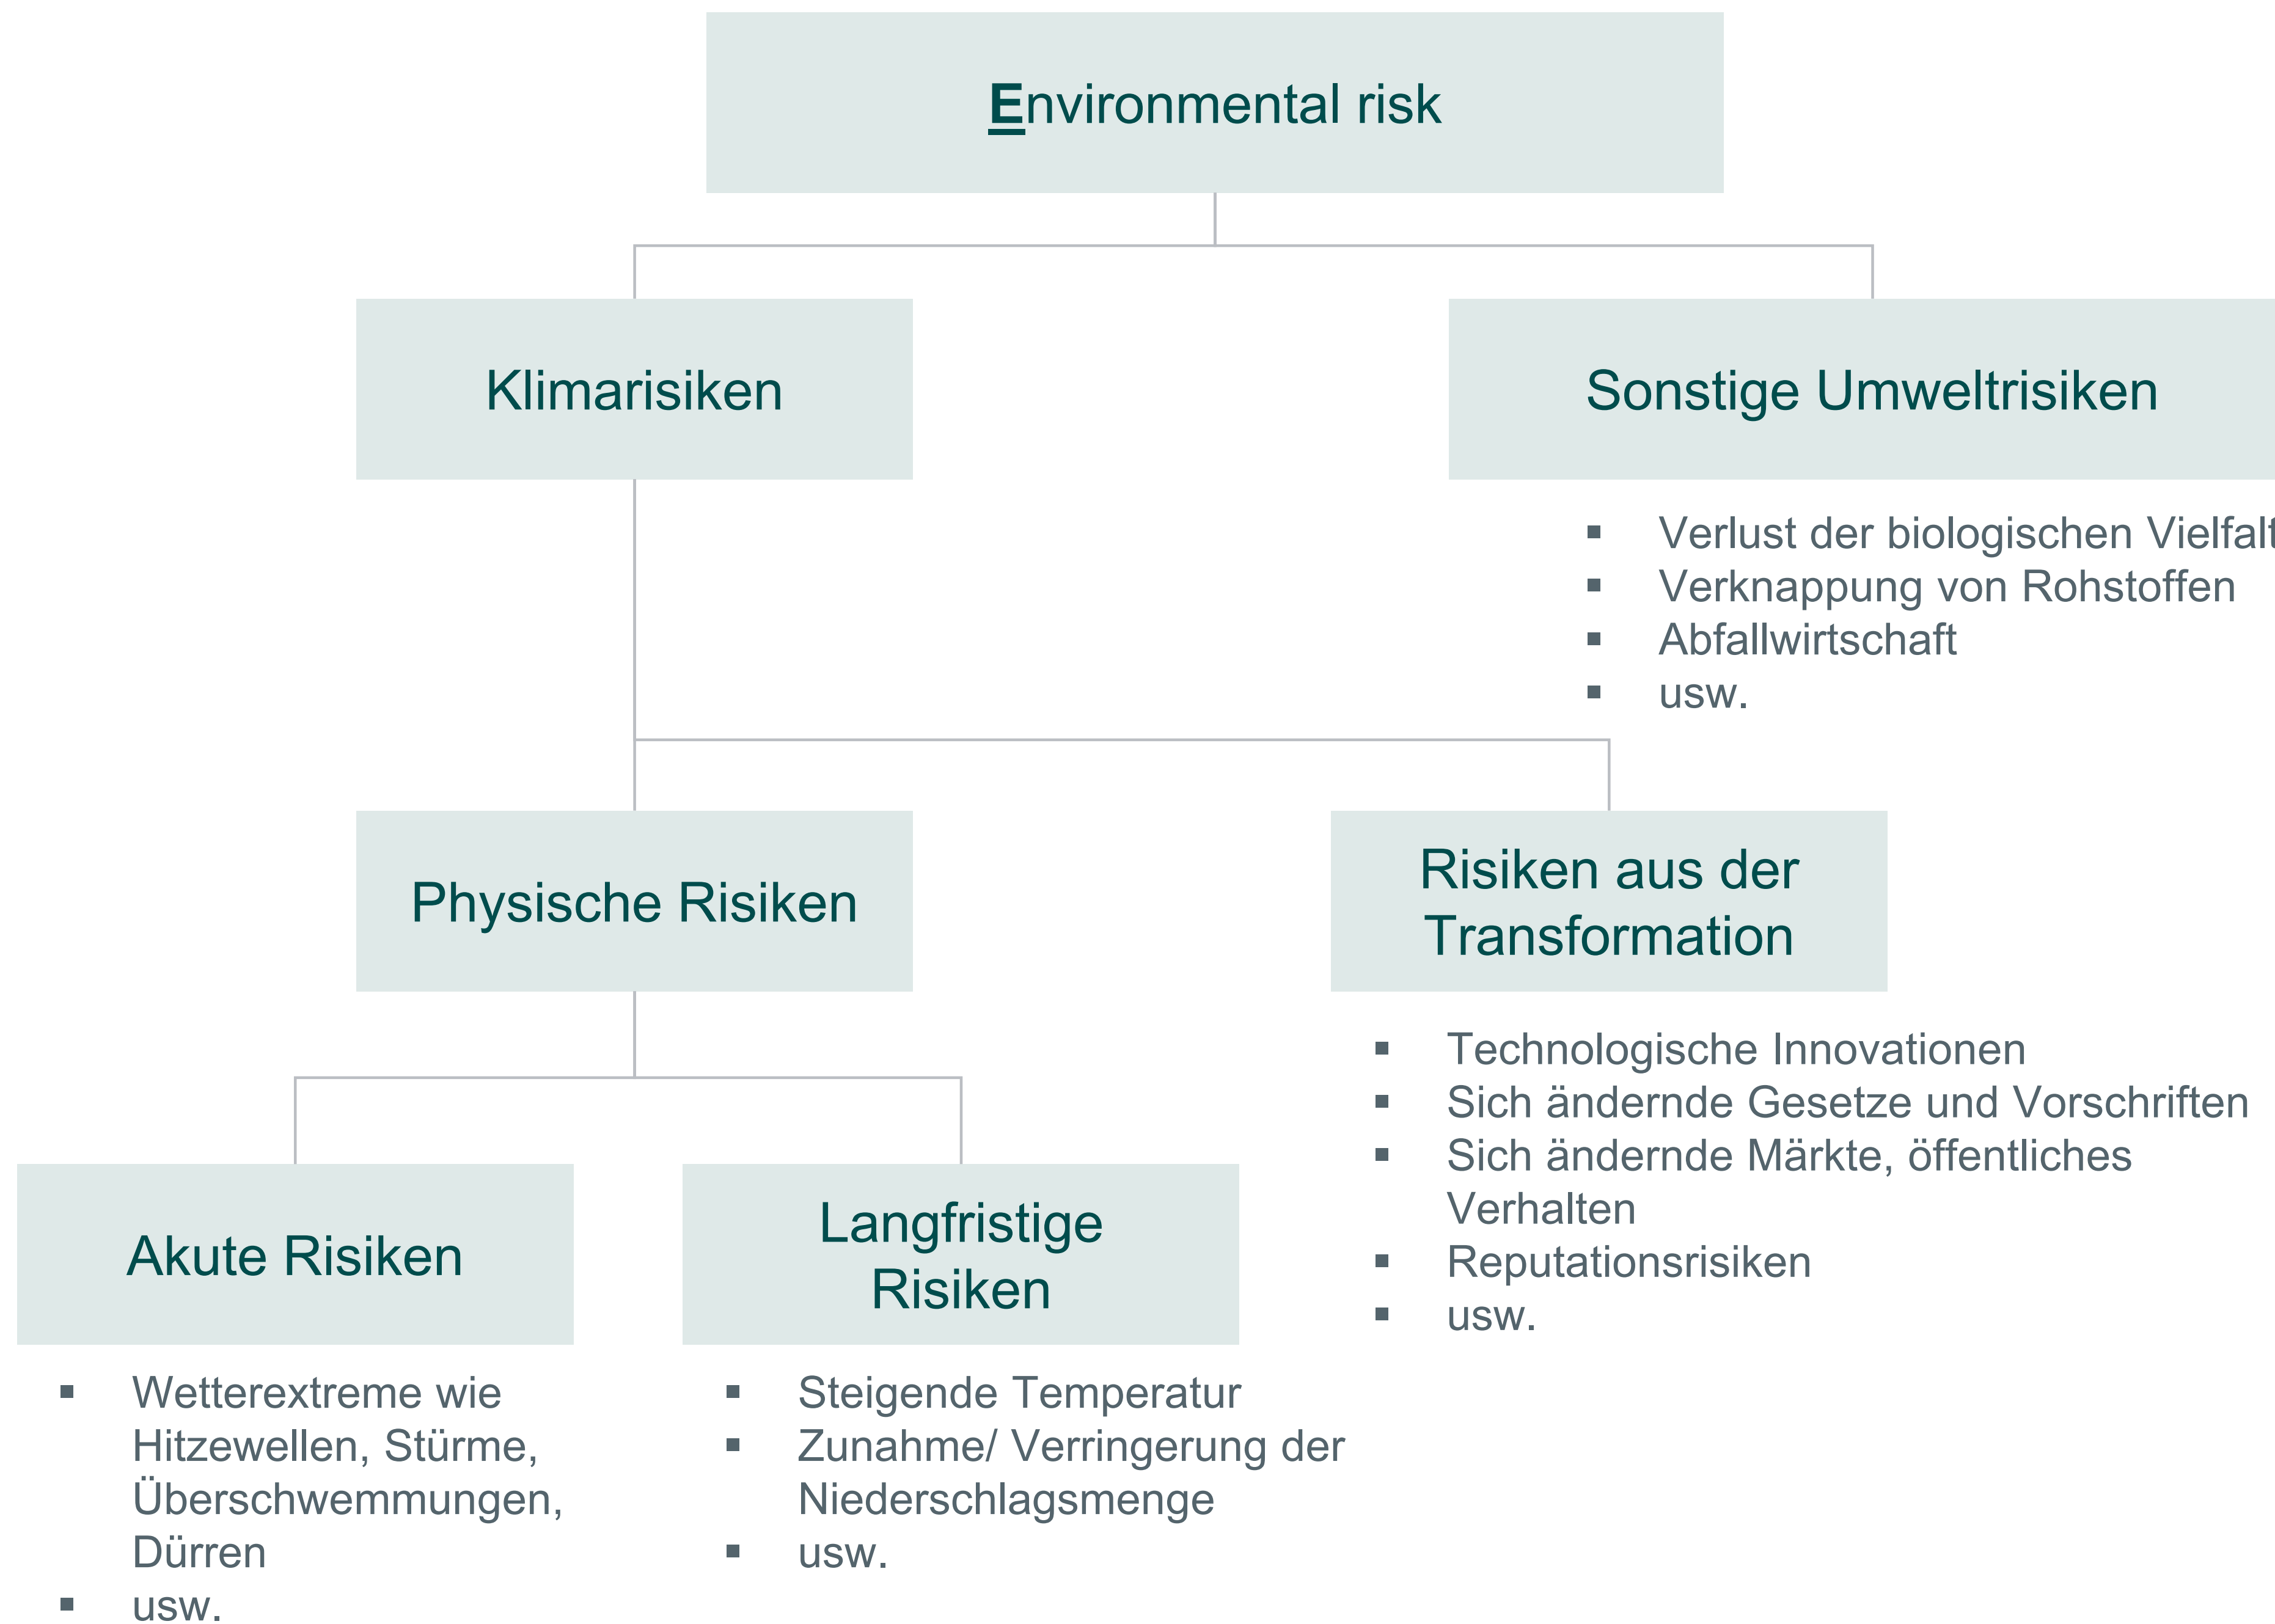 Environmental risk
Klimarisiken
Sonstige Umweltrisiken
▪ Verlust der biologischen Vielfalt
▪ Verknappung von Rohstoffen
▪ Abfallwirtschaft
▪ usw.
Physische Risiken
Risiken aus der
Transformation
▪ Technologische Innovationen
▪ Sich ändernde Gesetze und Vorschriften
▪ Sich ändernde Märkte, öffentliches
Verhalten
▪ Reputationsrisiken
▪ usw.
Akute Risiken
▪ Wetterextreme wie
Hitzewellen, Stürme,
Überschwemmungen,
Dürren
▪ usw.
Langfristige
Risiken
▪ Steigende Temperatur
▪ Zunahme/ Verringerung der
Niederschlagsmenge
▪ usw.